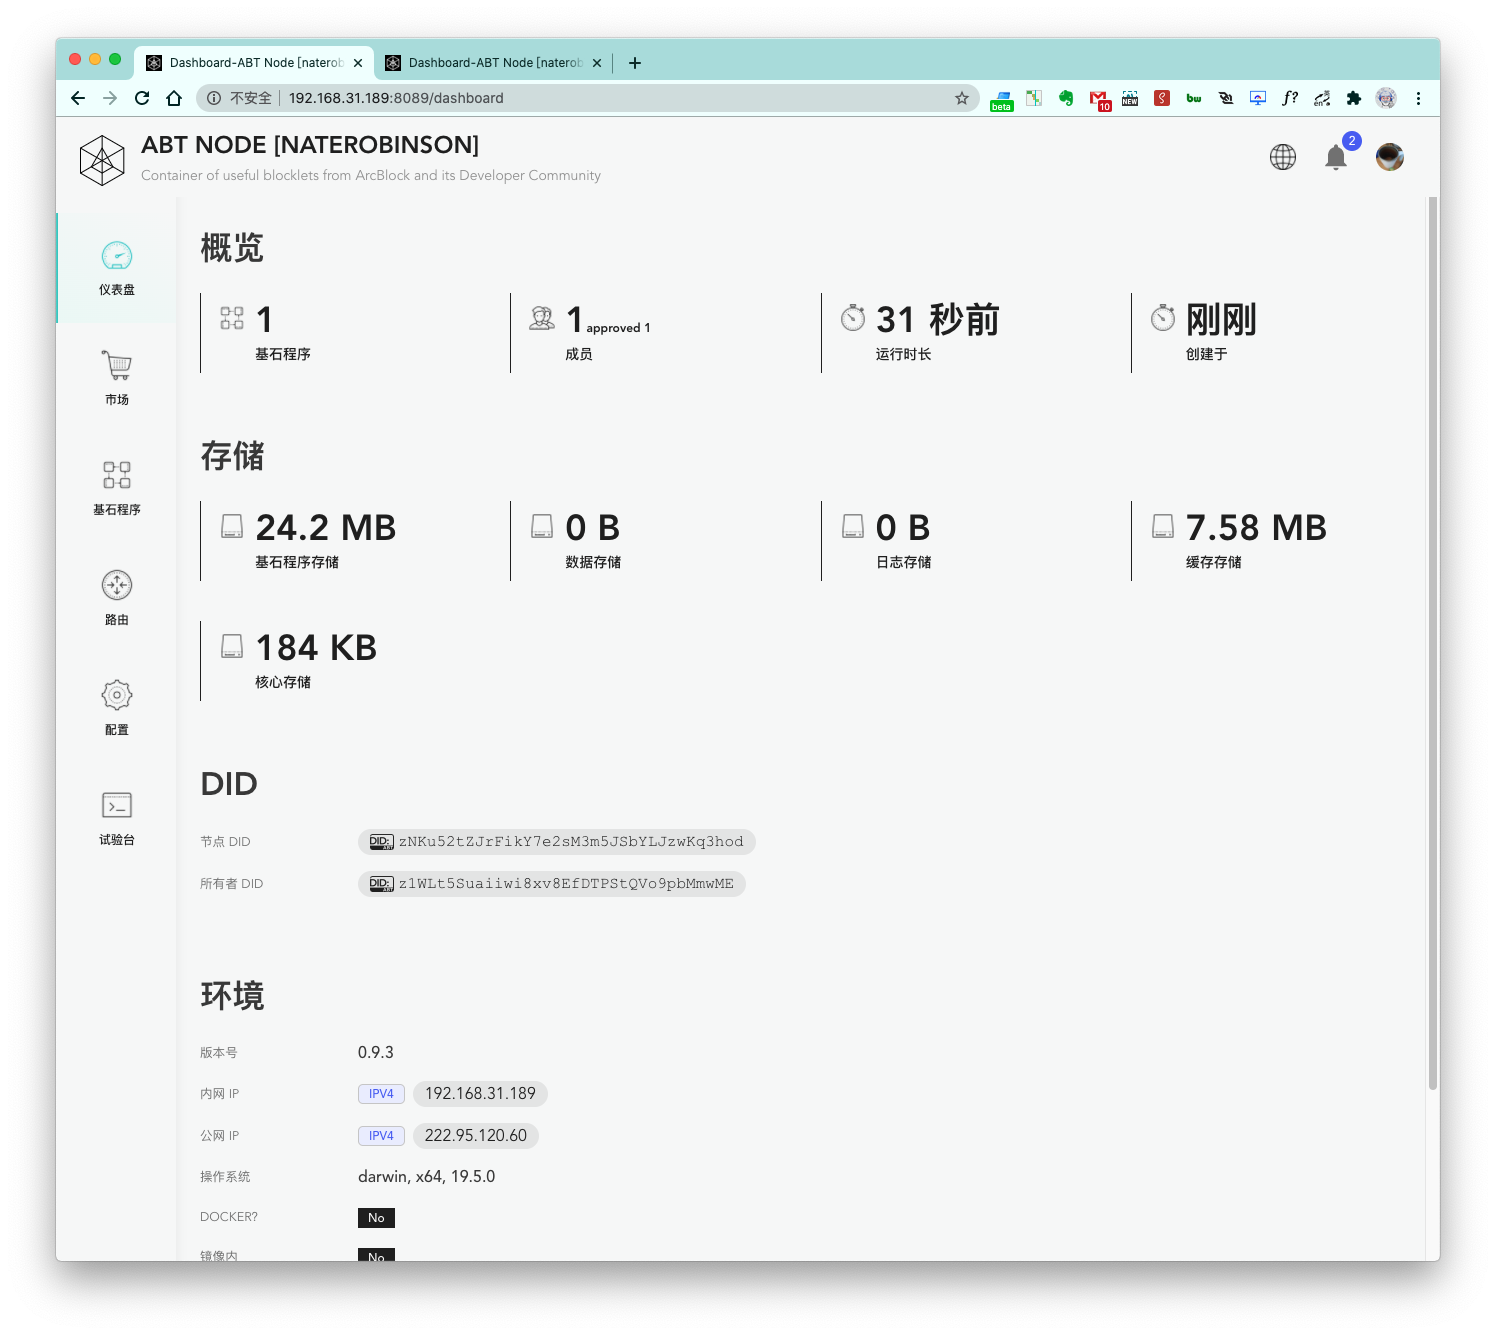 Dashboard-ABT Node [naterob
Dashboard-ABT Node [naterob
不安全 192.168.31.189:8089/dashboard
beta
10
NEW
bw
f?
en
ABT NODE [NATEROBINSON]
Container of useful blocklets from ArcBlock and its Developer Community
2
仪表盘
市场
基石程序
路由
配置
试验台
概览
1
基石程序
1 approved 1
成员
31 秒前
运行时长
刚刚
创建于
存储
24.2 MB
基石程序存储
0 B
数据存储
0 B
日志存储
7.58 MB
缓存存储
184 KB
核心存储
DID
节点 DID DID: ABT zNKu52tZJrFikY7e2sM3m5JSbYLJzwKq3hod
所有者 DID DID: ABT z1WLt5Suaiiwi8xv8EfDTPStQVo9pbMmwME
环境
版本号 0.9.3
内网 IP IPV4 192.168.31.189
公网 IP IPV4 222.95.120.60
操作系统 darwin, x64, 19.5.0
DOCKER? No
镜像内 No